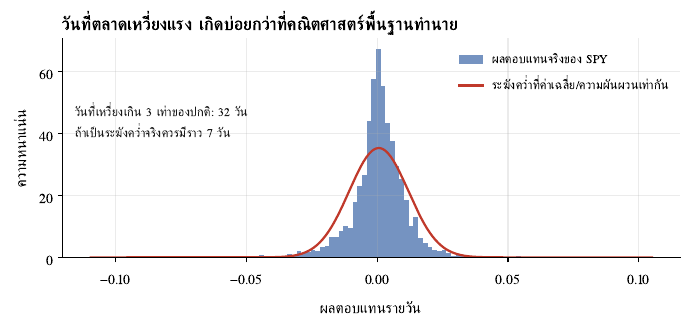 วันที่ตลาดเหวี่ยงแรง เกิดบ่อยกว่าที่คณิตศาสตร์พื้นฐานทำนาย
ผลตอบแทนจริงของ SPY
ระฆังคว่ำที่ค่าเฉลี่ย/ความผันผวนเท่ากัน
วันที่เหวี่ยงเกิน 3 เท่าของปกติ: 32 วัน
ถ้าเป็นระฆังคว่ำจริงควรมีราว 7 วัน
ความหนาแน่น
60
40
20
0
−0.10
−0.05
0.00
0.05
0.10
ผลตอบแทนรายวัน